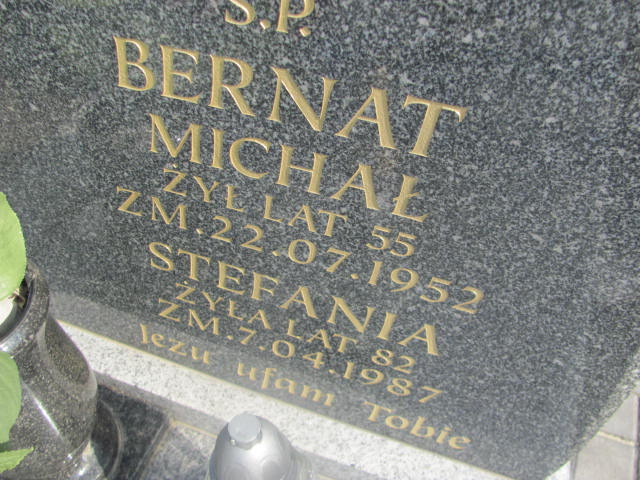 Ś.P.
BERNAT
MICHAŁ
ŻYŁ LAT 55
ZM.22.07.1952
STEFANIA
ŻYŁA LAT 82
ZM.7.04.1987
Jezu ufam Tobie